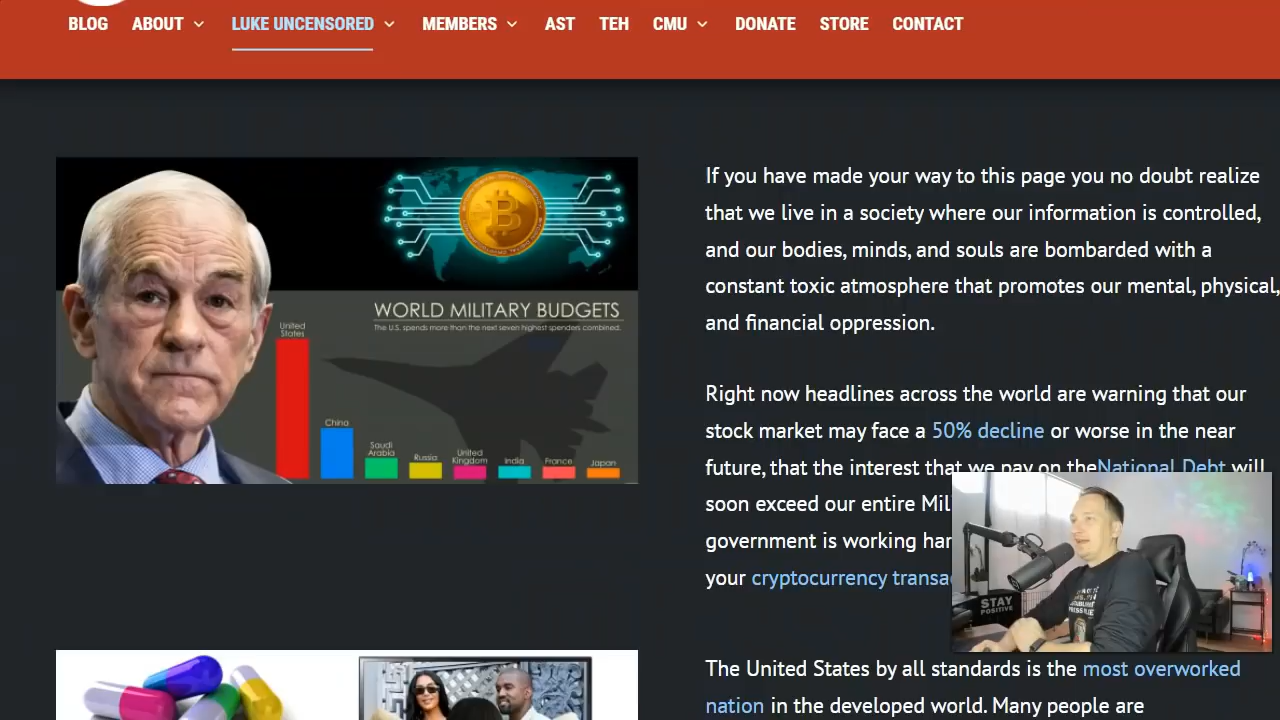 BLOG ABOUT LUKE UNCENSORED MEMBERS AST TEH CMU DONATE STORE CONTACT
WORLD MILITARY BUDGETS
The U.S. spends more than the next seven highest spenders combined.
United
States
China
Saudi
Arabia
Russia
United
Kingdom
India
France
Japan
If you have made your way to this page you no doubt realize
that we live in a society where our information is controlled,
and our bodies, minds, and souls are bombarded with a
constant toxic atmosphere that promotes our mental, physical,
and financial oppression.
Right now headlines across the world are warning that our
stock market may face a 50% decline or worse in the near
future, that the interest that we pay on theNational Debt will
soon exceed our entire Mil
government is working har
your cryptocurrency transa
STAY
POSITIVE
The United States by all standards is the most overworked
nation in the developed world. Many people are